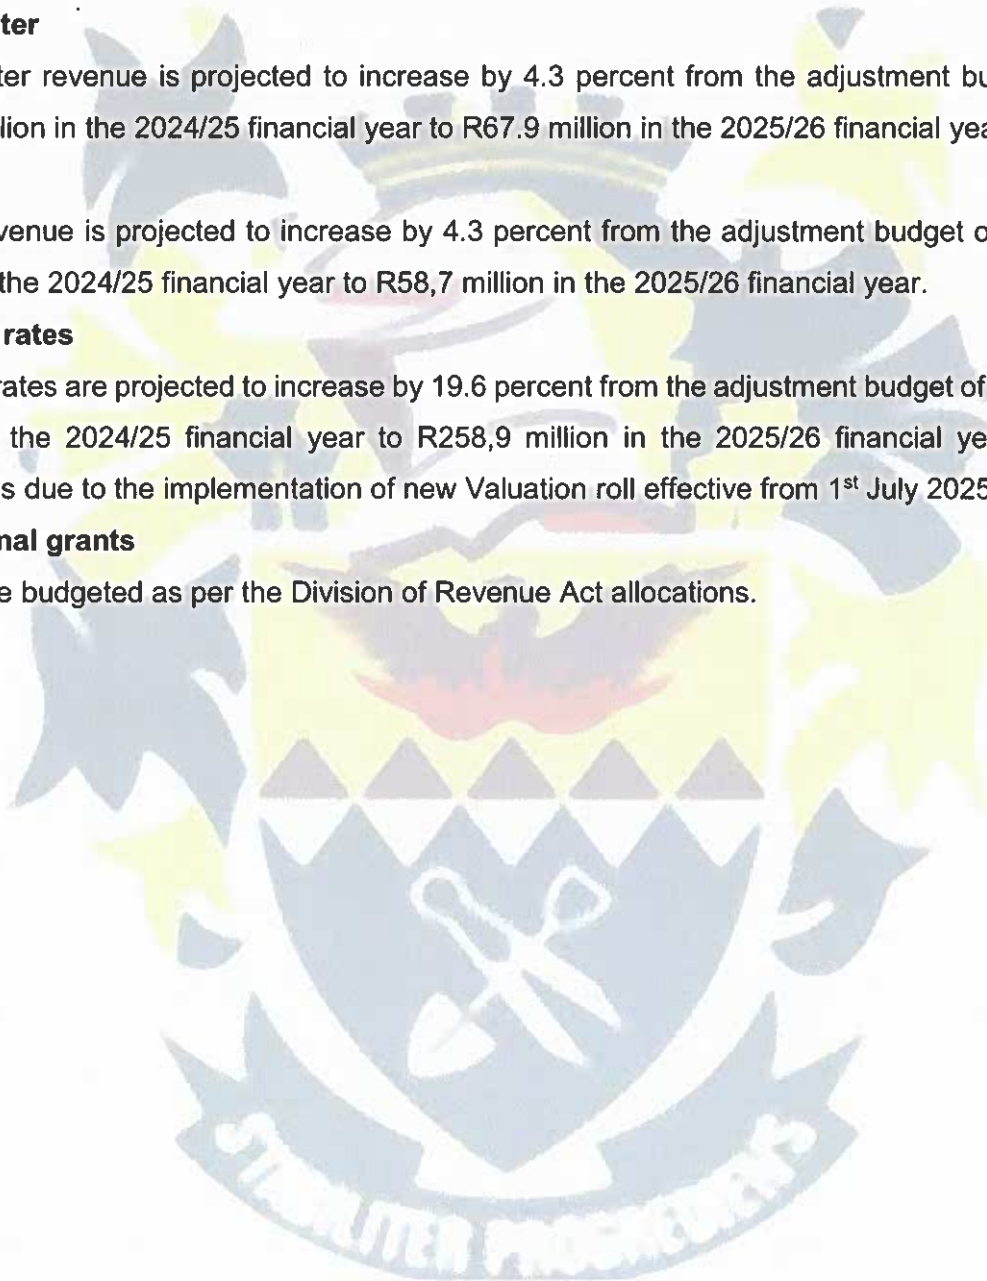 ter
ter revenue is projected to increase by 4.3 percent from the adjustment bu
lion in the 2024/25 financial year to R67.9 million in the 2025/26 financial yea
venue is projected to increase by 4.3 percent from the adjustment budget o
the 2024/25 financial year to R58,7 million in the 2025/26 financial year.
rates
rates are projected to increase by 19.6 percent from the adjustment budget of
the 2024/25 financial year to R258,9 million in the 2025/26 financial ye
s due to the implementation of new Valuation roll effective from 1st July 2025
nal grants
e budgeted as per the Division of Revenue Act allocations.
STABILITER PROGREDIENS